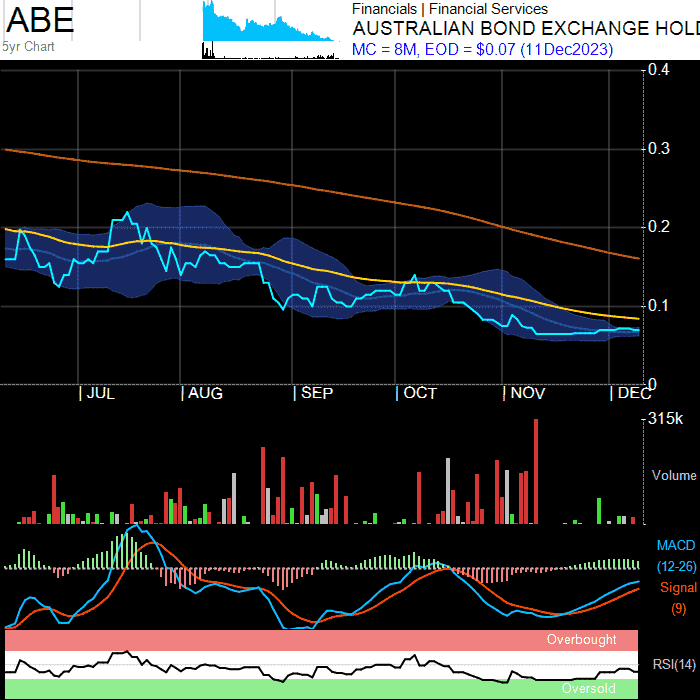 ABE
5yr Chart
Financials | Financial Services
AUSTRALIAN BOND EXCHANGE HOLD
MC = 8M, EOD = $0.07 (11Dec2023)
0.4
0.3
0.2
0.1
0
JUL AUG SEP OCT NOV DEC
315k
Volume
MACD
(12-26)
Signal
(9)
Overbought
RSI(14)
Oversold